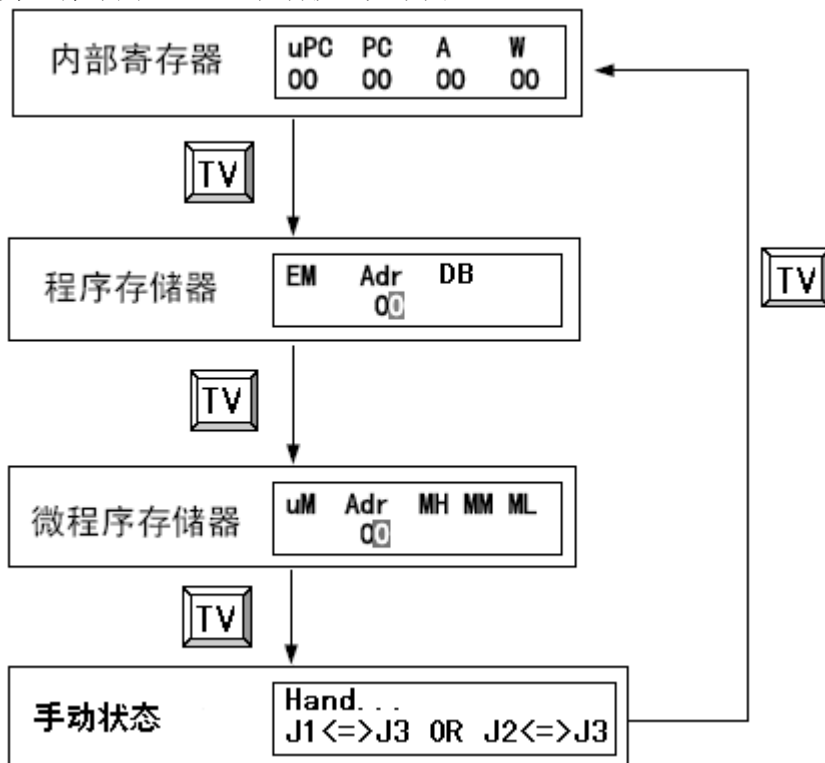 内部寄存器
uPC PC A W
00 00 00 00
TV
程序存储器
EM Adr DB
00
TV
TV
微程序存储器
uM Adr MH MM ML
00
TV
手动状态
Hand...
J1<=>J3 OR J2<=>J3